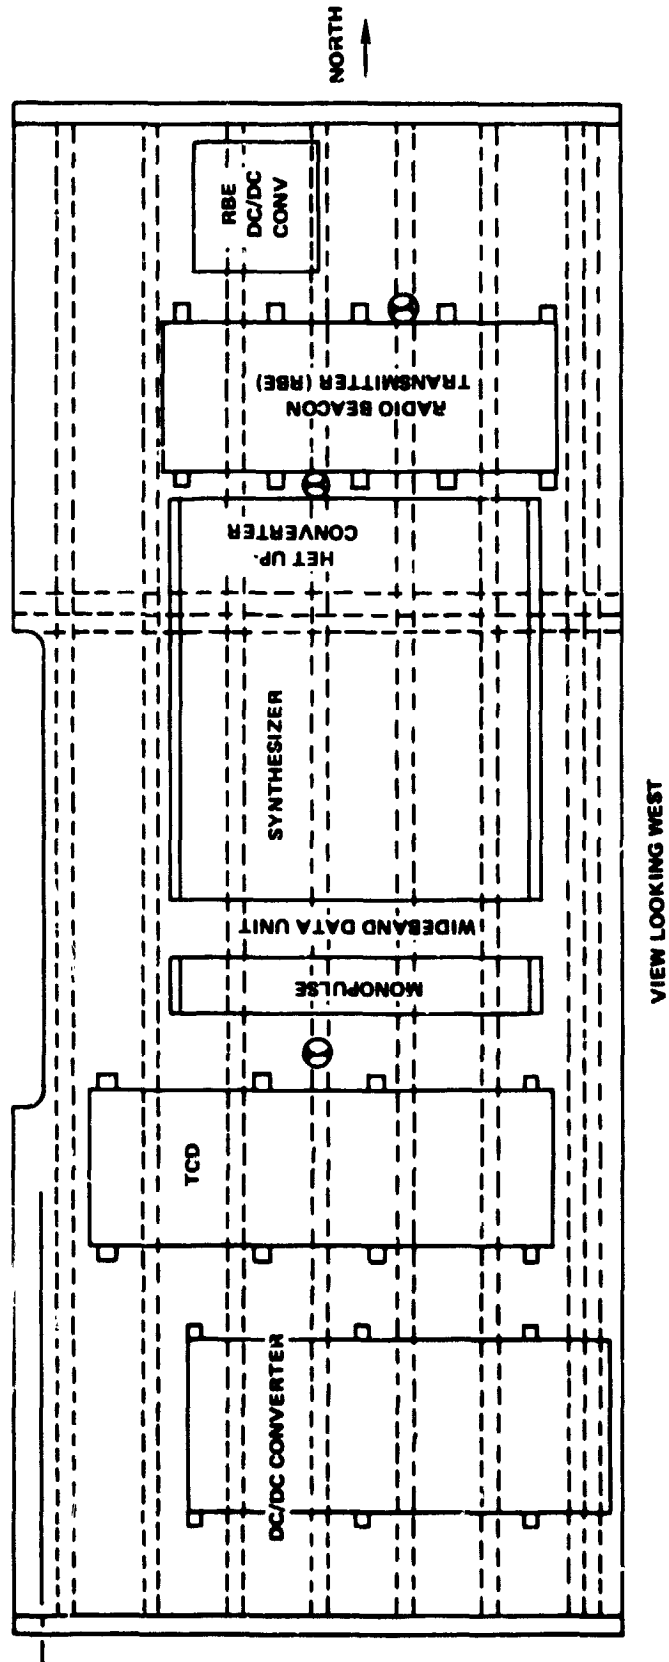 NORTH
RBE
DC/DC
CONV
RADIO BEACON
TRANSMITTER (RBE)
HET UP-
CONVERTER
SYNTHESIZER
WIDEBAND DATA UNIT
MONOPULSE
TCD
DC/DC CONVERTER
VIEW LOOKING WEST